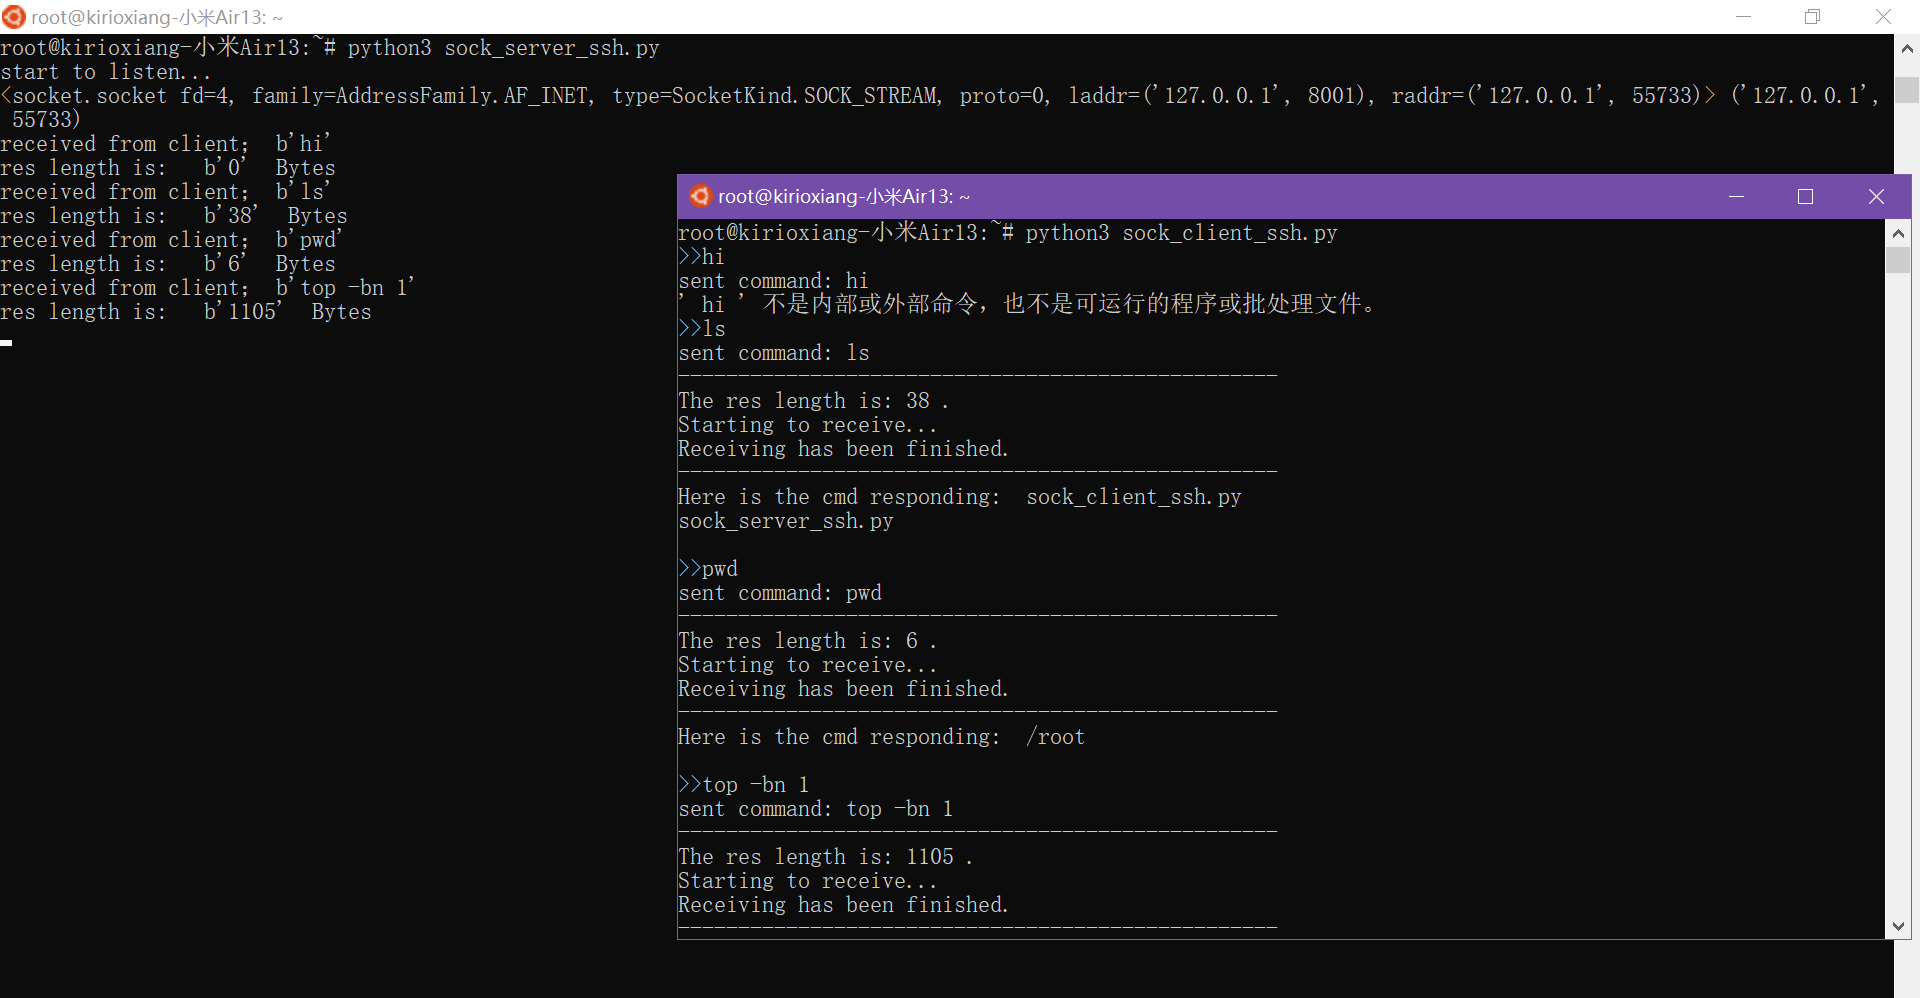 root@kirioxiang-小米Air13: ~
root@kirioxiang-小米Air13:~# python3 sock_server_ssh.py
start to listen...
<socket.socket fd=4, family=AddressFamily.AF_INET, type=SocketKind.SOCK_STREAM, proto=0, laddr=('127.0.0.1', 8001), raddr=('127.0.0.1', 55733)> ('127.0.0.1',
 55733)
received from client; b'hi'
res length is:   b'0'  Bytes
received from client; b'ls'
res length is:   b'38'  Bytes
received from client; b'pwd'
res length is:   b'6'  Bytes
received from client; b'top -bn 1'
res length is:   b'1105'  Bytes
root@kirioxiang-小米Air13: ~
root@kirioxiang-小米Air13:~# python3 sock_client_ssh.py
>>hi
sent command: hi
' hi ' 不是内部或外部命令，也不是可运行的程序或批处理文件。
>>ls
sent command: ls
--------------------------------------------------
The res length is: 38 .
Starting to receive...
Receiving has been finished.
--------------------------------------------------
Here is the cmd responding:  sock_client_ssh.py
sock_server_ssh.py
>>pwd
sent command: pwd
--------------------------------------------------
The res length is: 6 .
Starting to receive...
Receiving has been finished.
--------------------------------------------------
Here is the cmd responding:  /root
>>top -bn 1
sent command: top -bn 1
--------------------------------------------------
The res length is: 1105 .
Starting to receive...
Receiving has been finished.
--------------------------------------------------